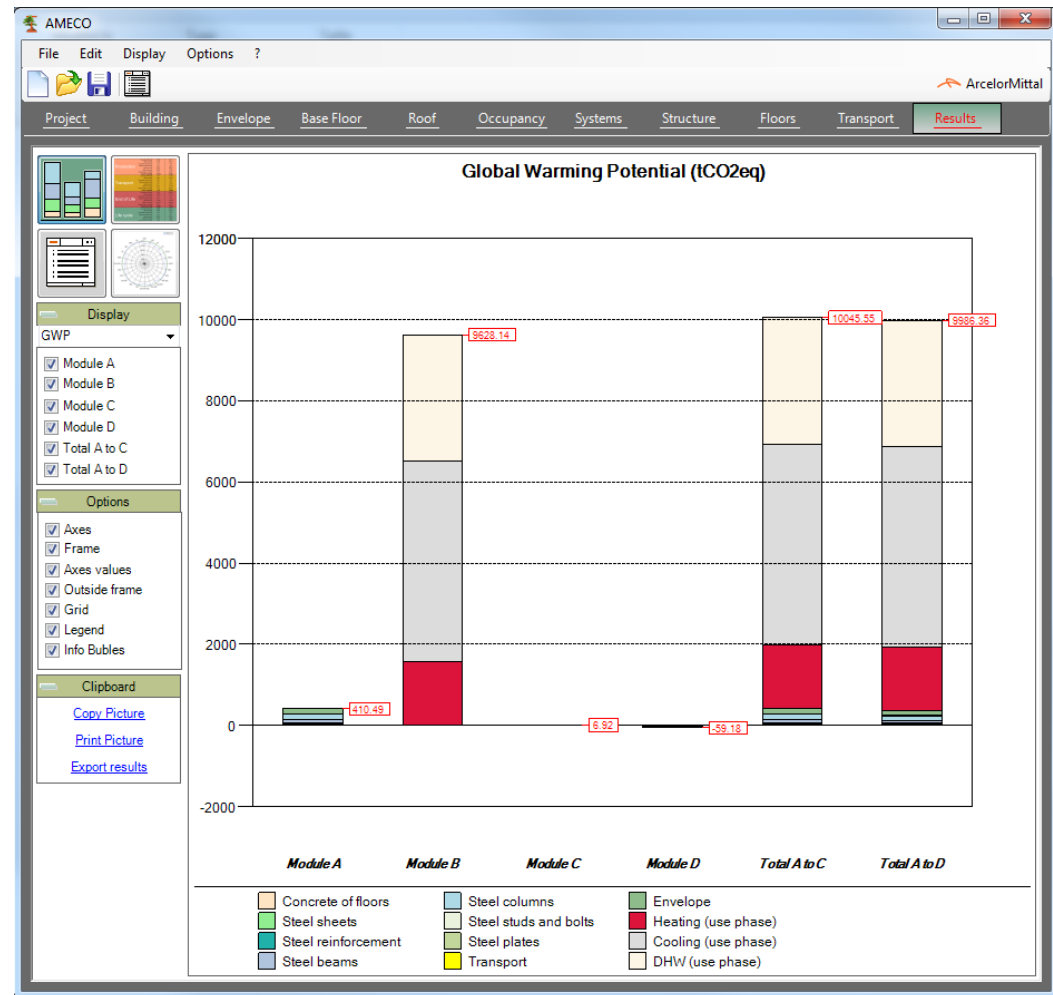 AMECO
File Edit Display Options ?
ArcelorMittal
Project Building Envelope Base Floor Roof Occupancy Systems Structure Floors Transport Results
Global Warming Potential (tCO2eq)
Display
GWP
Module A
Module B
Module C
Module D
Total A to C
Total A to D
Options
Axes
Frame
Axes values
Outside frame
Grid
Legend
Info Bubles
Clipboard
Copy Picture
Print Picture
Export results
12000
10000
8000
6000
4000
2000
0
-2000
410.49
9628.14
6.92
-59.18
10045.55
9986.36
Module A Module B Module C Module D Total A to C Total A to D
Concrete of floors Steel columns Envelope
Steel sheets Steel studs and bolts Heating (use phase)
Steel reinforcement Steel plates Cooling (use phase)
Steel beams Transport DHW (use phase)